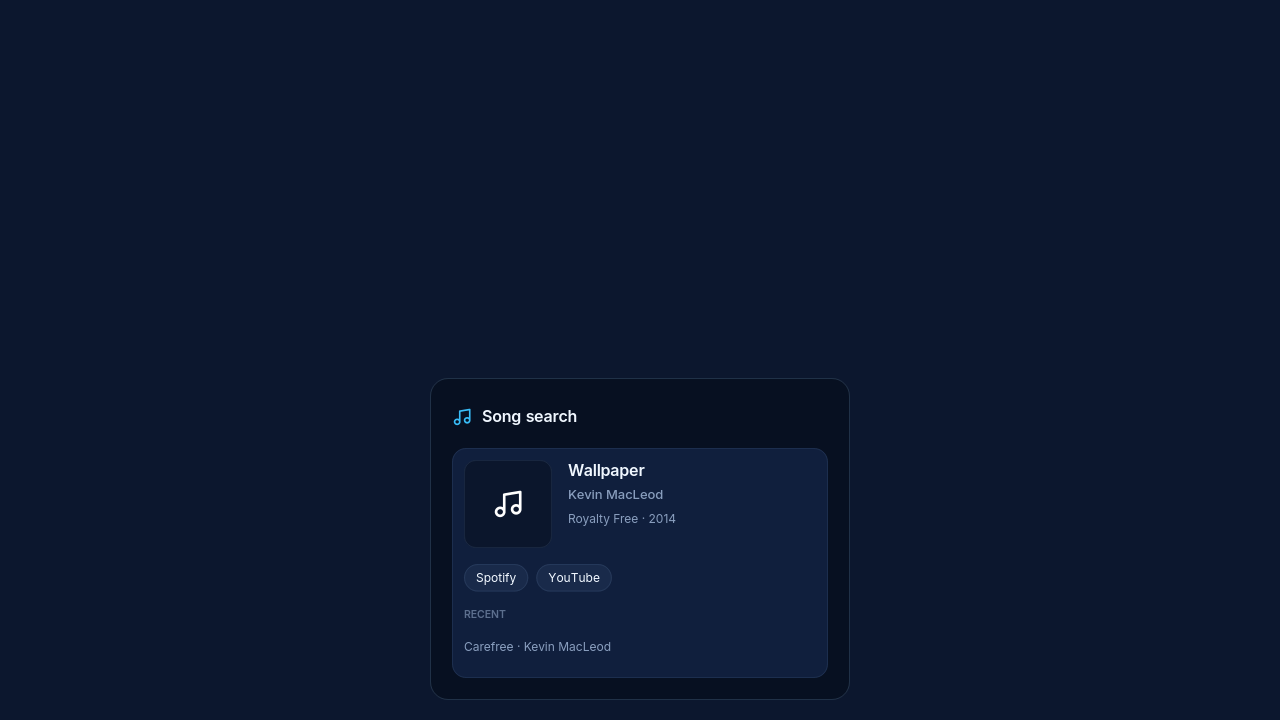 Song search
Wallpaper
Kevin MacLeod
Royalty Free · 2014
Spotify
YouTube
RECENT
Carefree · Kevin MacLeod